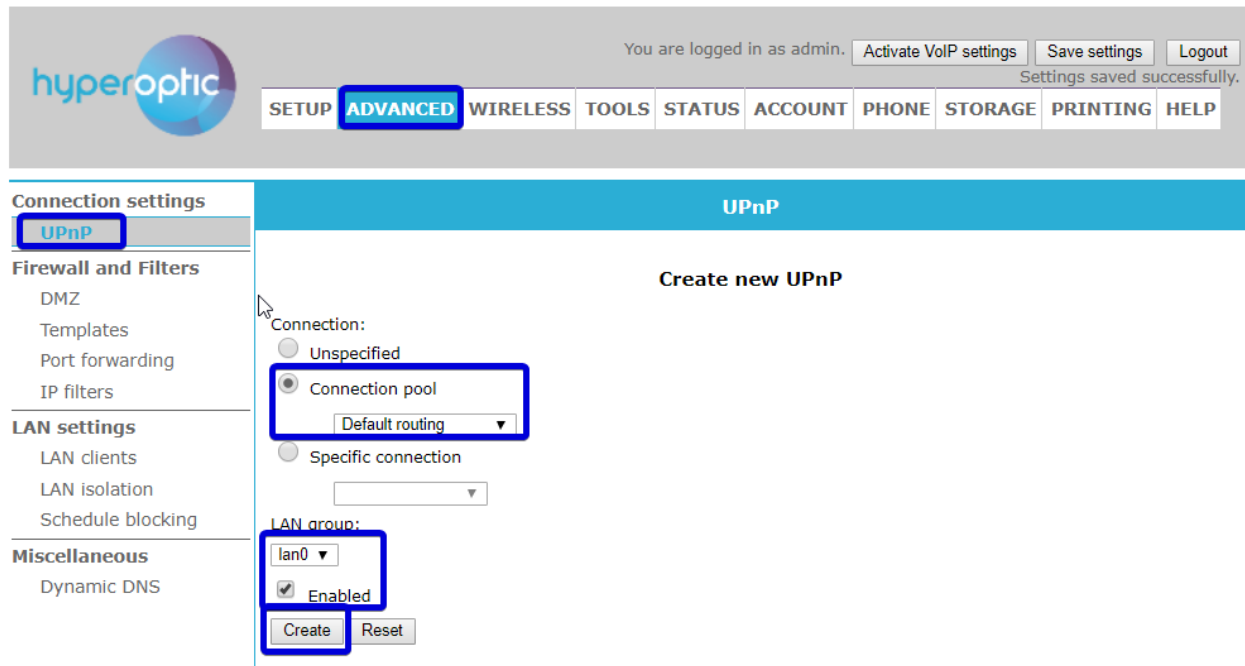 hyperoptic
You are logged in as admin. Activate VoIP settings Save settings Logout
Settings saved successfully.
SETUP ADVANCED WIRELESS TOOLS STATUS ACCOUNT PHONE STORAGE PRINTING HELP
Connection settings
UPnP
Firewall and Filters
DMZ
Templates
Port forwarding
IP filters
LAN settings
LAN clients
LAN isolation
Schedule blocking
Miscellaneous
Dynamic DNS
UPnP
Create new UPnP
Connection:
Unspecified
Connection pool
Default routing
Specific connection
LAN group:
lan0
Enabled
Create Reset